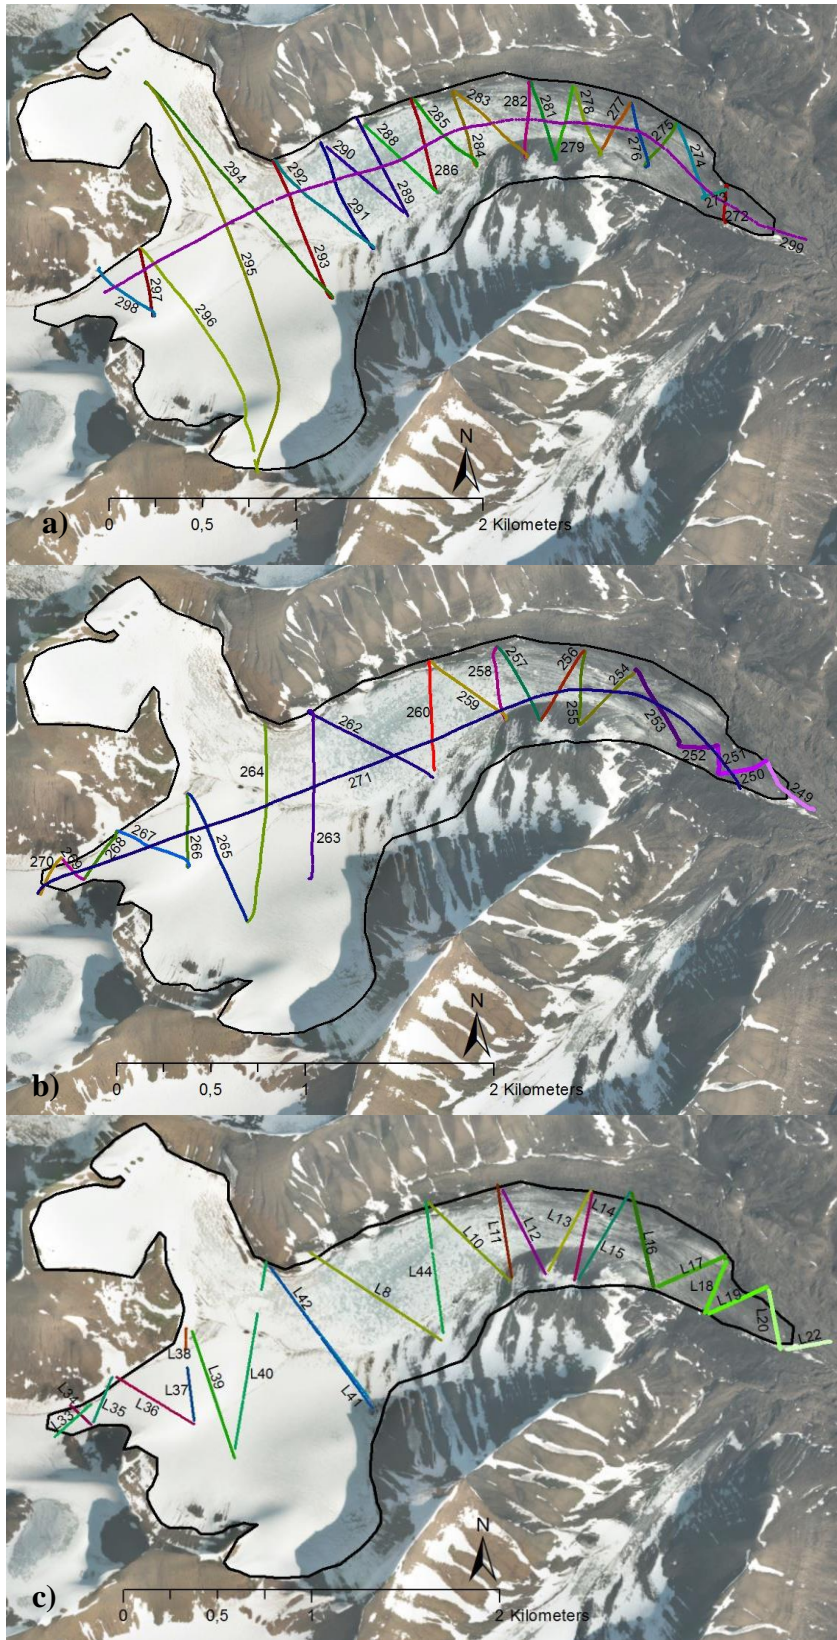 282 281 278 277
283
285
284
288
286
279
276
275
274
290
289
292
291
294
273
272
299
293
295
297
298
296
N
a)
0 0,5 1 2 Kilometers
256
257
258
254
255
259
253
260
262
252
251
250
249
264
271
263
267
265
266
268
269
270
N
b)
0 0,5 1 2 Kilometers
L14
L13
L11
L12
L10
L15
L16
L44
L17
L18
L19
L20
L22
L8
L42
L38
L40
L37
L39
L36
L34
L35
L33
L41
N
c)
0 0,5 1 2 Kilometers